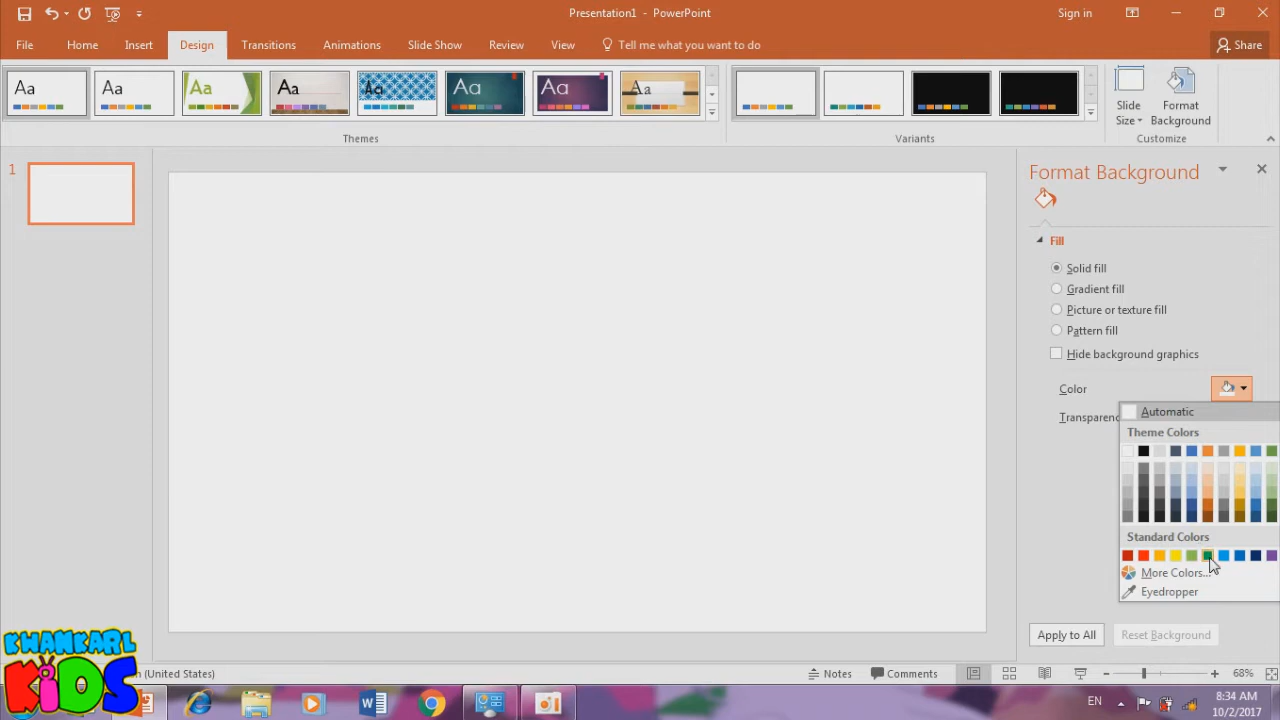 Presentation1 - PowerPoint
Sign in
File
Home
Insert
Design
Transitions
Animations
Slide Show
Review
View
Tell me what you want to do
Share
Aa
Aa
Aa
Aa
Aa
Aa
Aa
Aa
Slide Size
Format Background
Themes
Variants
Customize
1
Format Background
Fill
Solid fill
Gradient fill
Picture or texture fill
Pattern fill
Hide background graphics
Color
Transparenc
Automatic
Theme Colors
Standard Colors
More Colors...
Eyedropper
Apply to All
Reset Background
KWANKARL
KiDS
(United States)
Notes
Comments
68%
EN
8:34 AM
10/2/2017